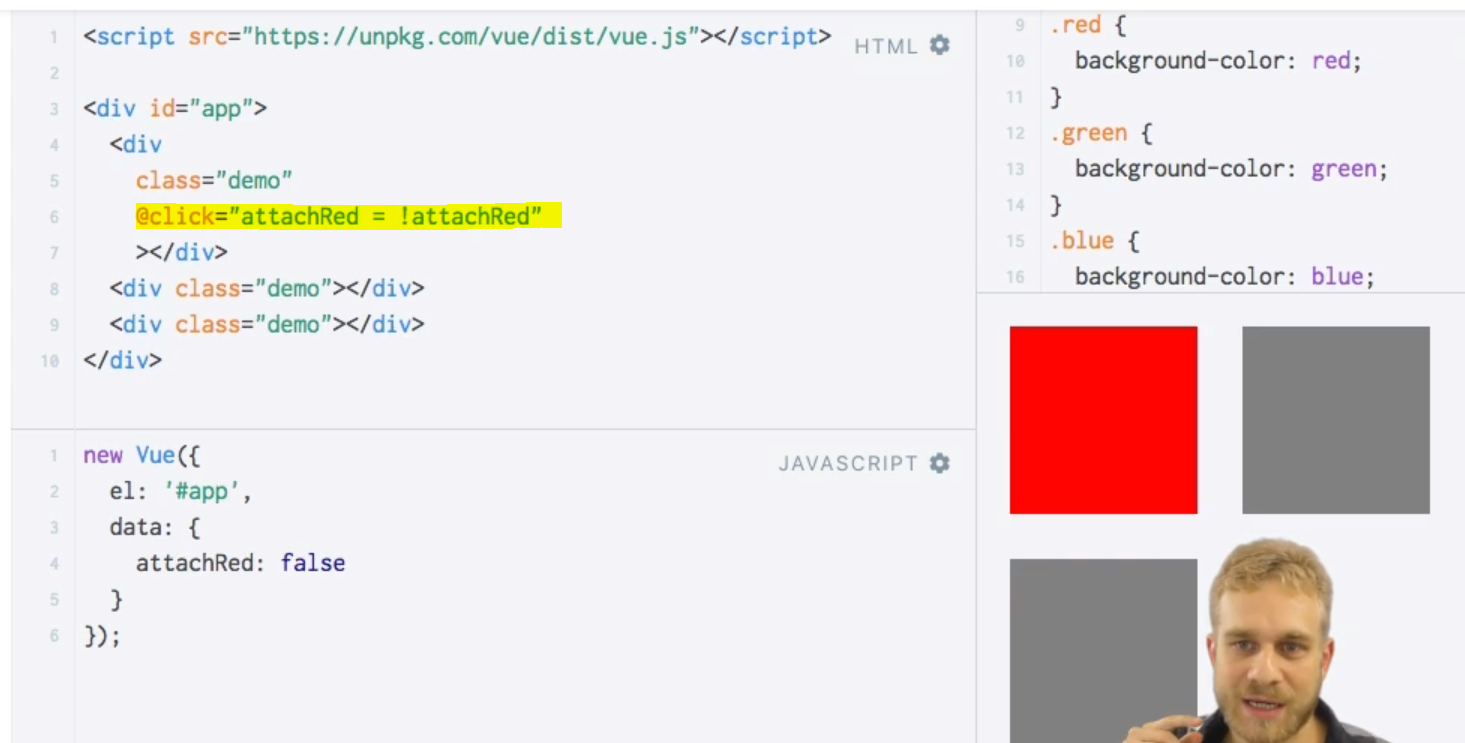 1 <script src="https://unpkg.com/vue/dist/vue.js"></script>
HTML
2
3 <div id="app">
4   <div
5     class="demo"
6     @click="attachRed = !attachRed"
7     ></div>
8   <div class="demo"></div>
9   <div class="demo"></div>
10 </div>
1 new Vue({
JAVASCRIPT
2   el: '#app',
3   data: {
4     attachRed: false
5   }
6 });
9 .red {
10   background-color: red;
11 }
12 .green {
13   background-color: green;
14 }
15 .blue {
16   background-color: blue;